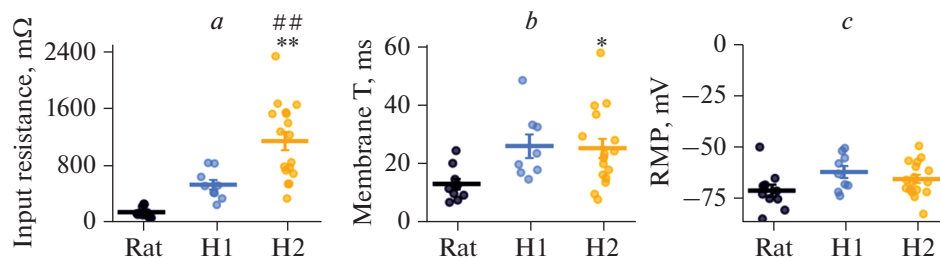 a
##
**
Input resistance, mΩ
2400
1600
800
0
Rat H1 H2
b
*
Membrane T, ms
60
40
20
0
Rat H1 H2
c
RMP, mV
0
−25
−50
−75
Rat H1 H2